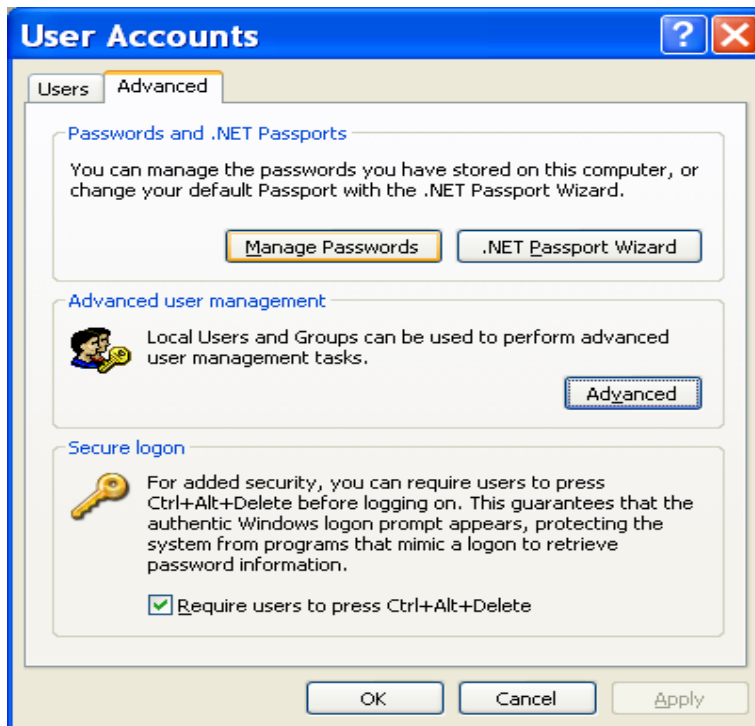 User Accounts
?
Users
Advanced
Passwords and .NET Passports
You can manage the passwords you have stored on this computer, or
change your default Passport with the .NET Passport Wizard.
Manage Passwords
.NET Passport Wizard
Advanced user management
Local Users and Groups can be used to perform advanced
user management tasks.
Advanced
Secure logon
For added security, you can require users to press
Ctrl+Alt+Delete before logging on. This guarantees that the
authentic Windows logon prompt appears, protecting the
system from programs that mimic a logon to retrieve
password information.
Require users to press Ctrl+Alt+Delete
OK
Cancel
Apply